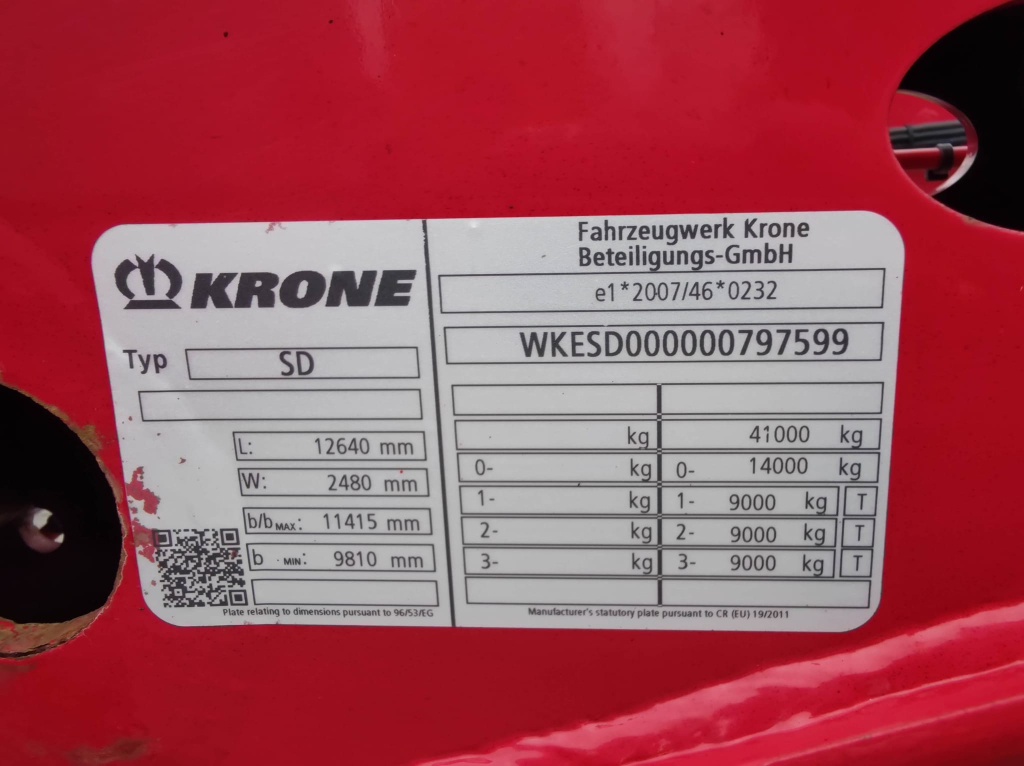 KRONE
Typ SD
L: 12640 mm
W: 2480 mm
b/b MAX: 11415 mm
b MIN: 9810 mm
Plate relating to dimensions pursuant to 96/53/EG
Fahrzeugwerk Krone
Beteiligungs-GmbH
e1*2007/46*0232
WKESD000000797599
kg 41000 kg
0- kg 0- 14000 kg
1- kg 1- 9000 kg T
2- kg 2- 9000 kg T
3- kg 3- 9000 kg T
Manufacturer's statutory plate pursuant to CR (EU) 19/2011